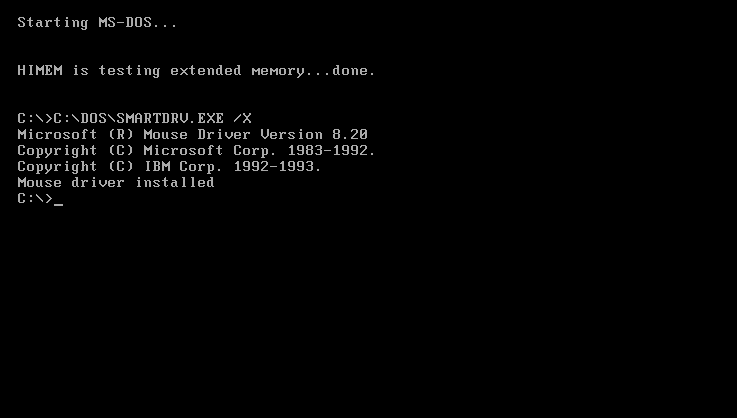 Starting MS-DOS...
HIMEM is testing extended memory...done.
C:\>C:\DOS\SMARTDRV.EXE /X
Microsoft (R) Mouse Driver Version 8.20
Copyright (C) Microsoft Corp. 1983-1992.
Copyright (C) IBM Corp. 1992-1993.
Mouse driver installed
C:\>_